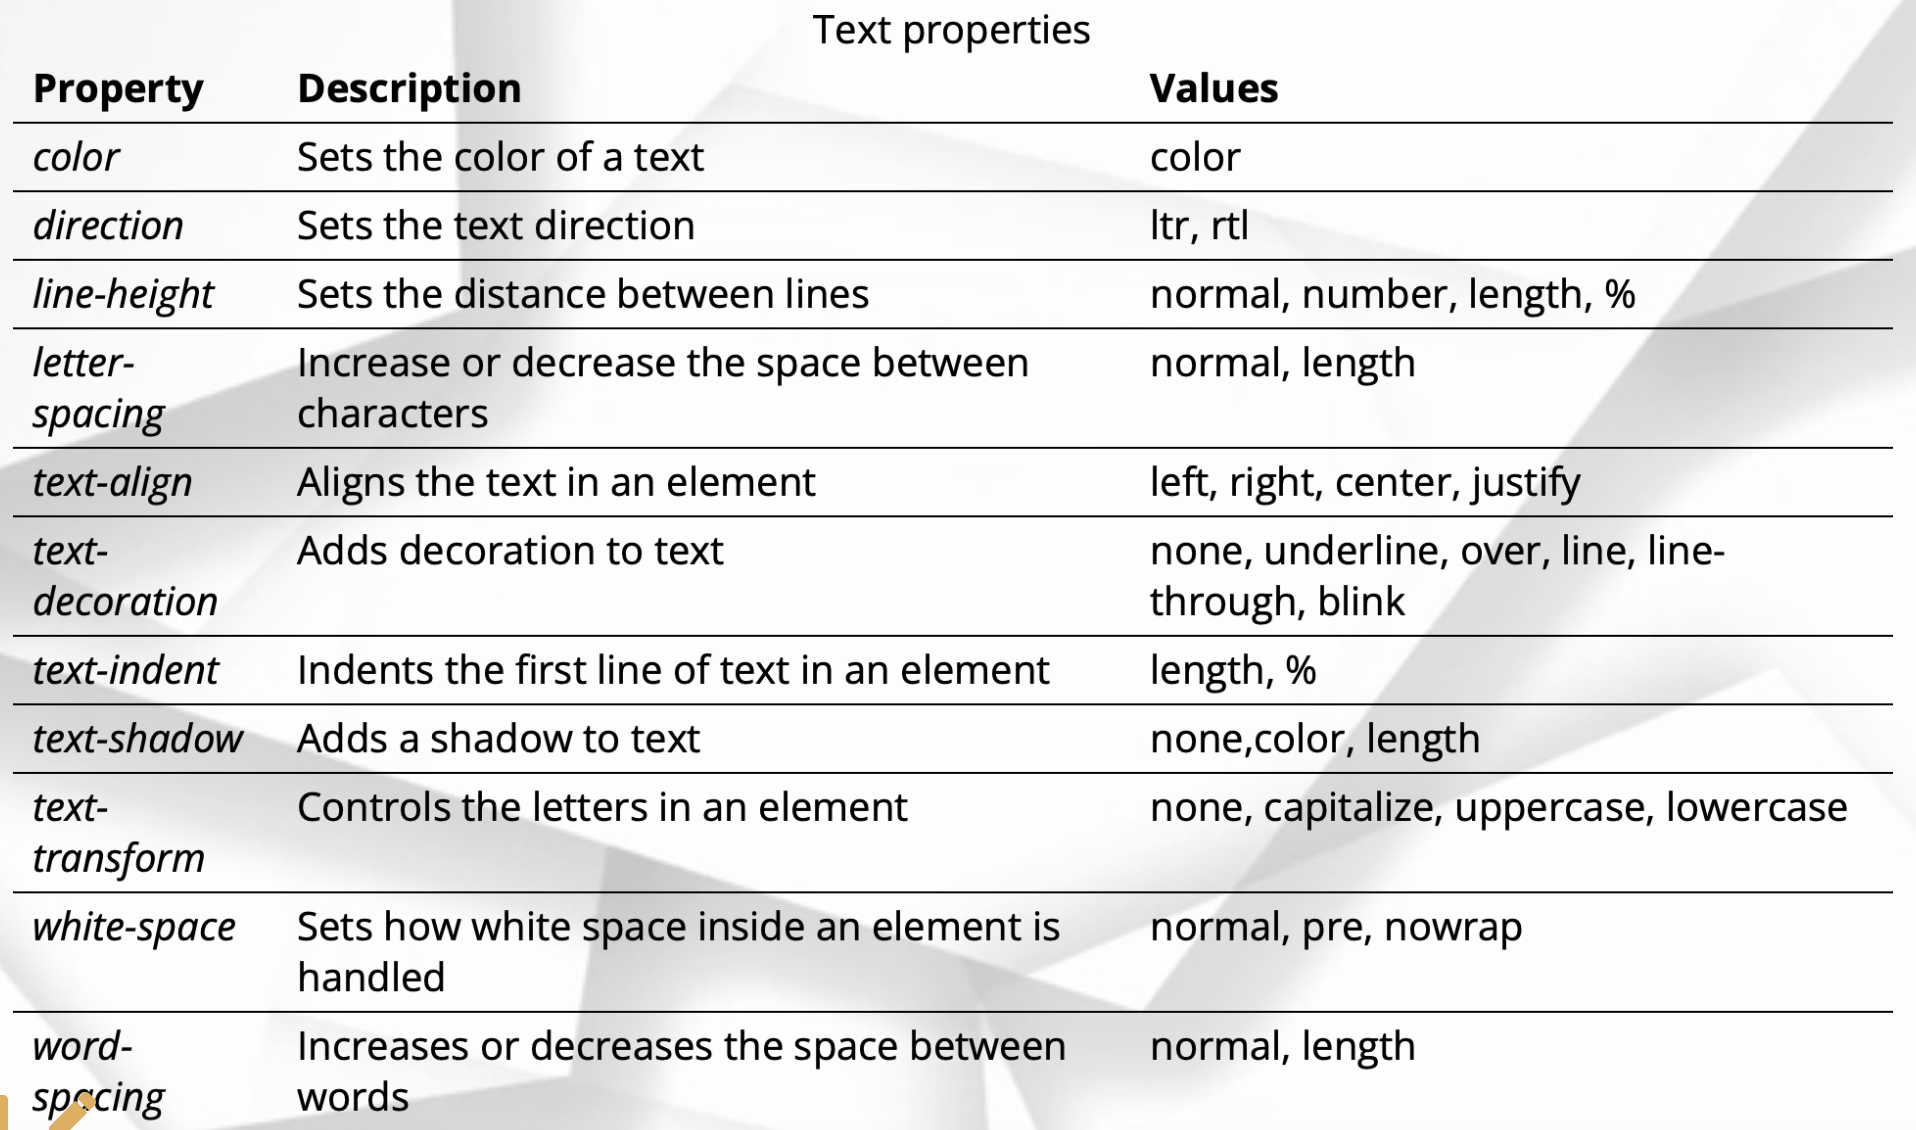 Text properties
Property Description Values
color Sets the color of a text color
direction Sets the text direction ltr, rtl
line-height Sets the distance between lines normal, number, length, %
letter- Increase or decrease the space between normal, length
spacing characters
text-align Aligns the text in an element left, right, center, justify
text- Adds decoration to text none, underline, over, line, line-
decoration through, blink
text-indent Indents the first line of text in an element length, %
text-shadow Adds a shadow to text none,color, length
text- Controls the letters in an element none, capitalize, uppercase, lowercase
transform
white-space Sets how white space inside an element is normal, pre, nowrap
handled
word- Increases or decreases the space between normal, length
spacing words